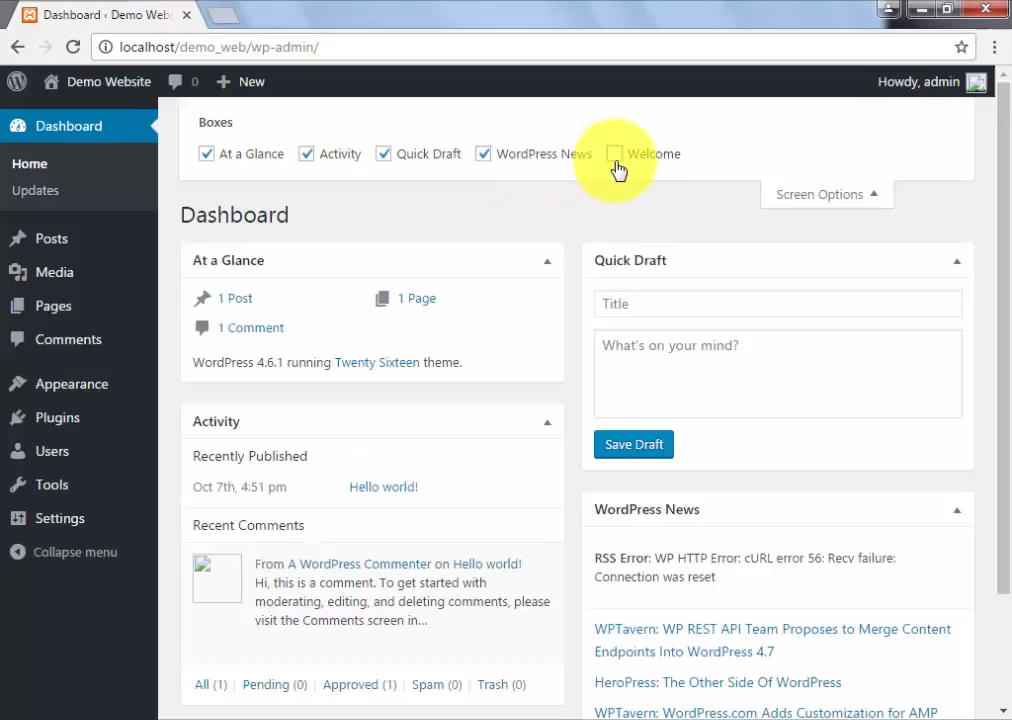 Dashboard ‹ Demo Webs
localhost/demo_web/wp-admin/
Demo Website 0 New Howdy, admin
Dashboard
Home
Updates
Posts
Media
Pages
Comments
Appearance
Plugins
Users
Tools
Settings
Collapse menu
Boxes
At a Glance Activity Quick Draft WordPress News Welcome
Screen Options
Dashboard
At a Glance
1 Post 1 Page
1 Comment
WordPress 4.6.1 running Twenty Sixteen theme.
Activity
Recently Published
Oct 7th, 4:51 pm Hello world!
Recent Comments
From A WordPress Commenter on Hello world!
Hi, this is a comment. To get started with
moderating, editing, and deleting comments, please
visit the Comments screen in...
All (1) Pending (0) Approved (1) Spam (0) Trash (0)
Quick Draft
Title
What's on your mind?
Save Draft
WordPress News
RSS Error: WP HTTP Error: cURL error 56: Recv failure:
Connection was reset
WPTavern: WP REST API Team Proposes to Merge Content
Endpoints Into WordPress 4.7
HeroPress: The Other Side Of WordPress
WPTavern: WordPress.com Adds Customization for AMP